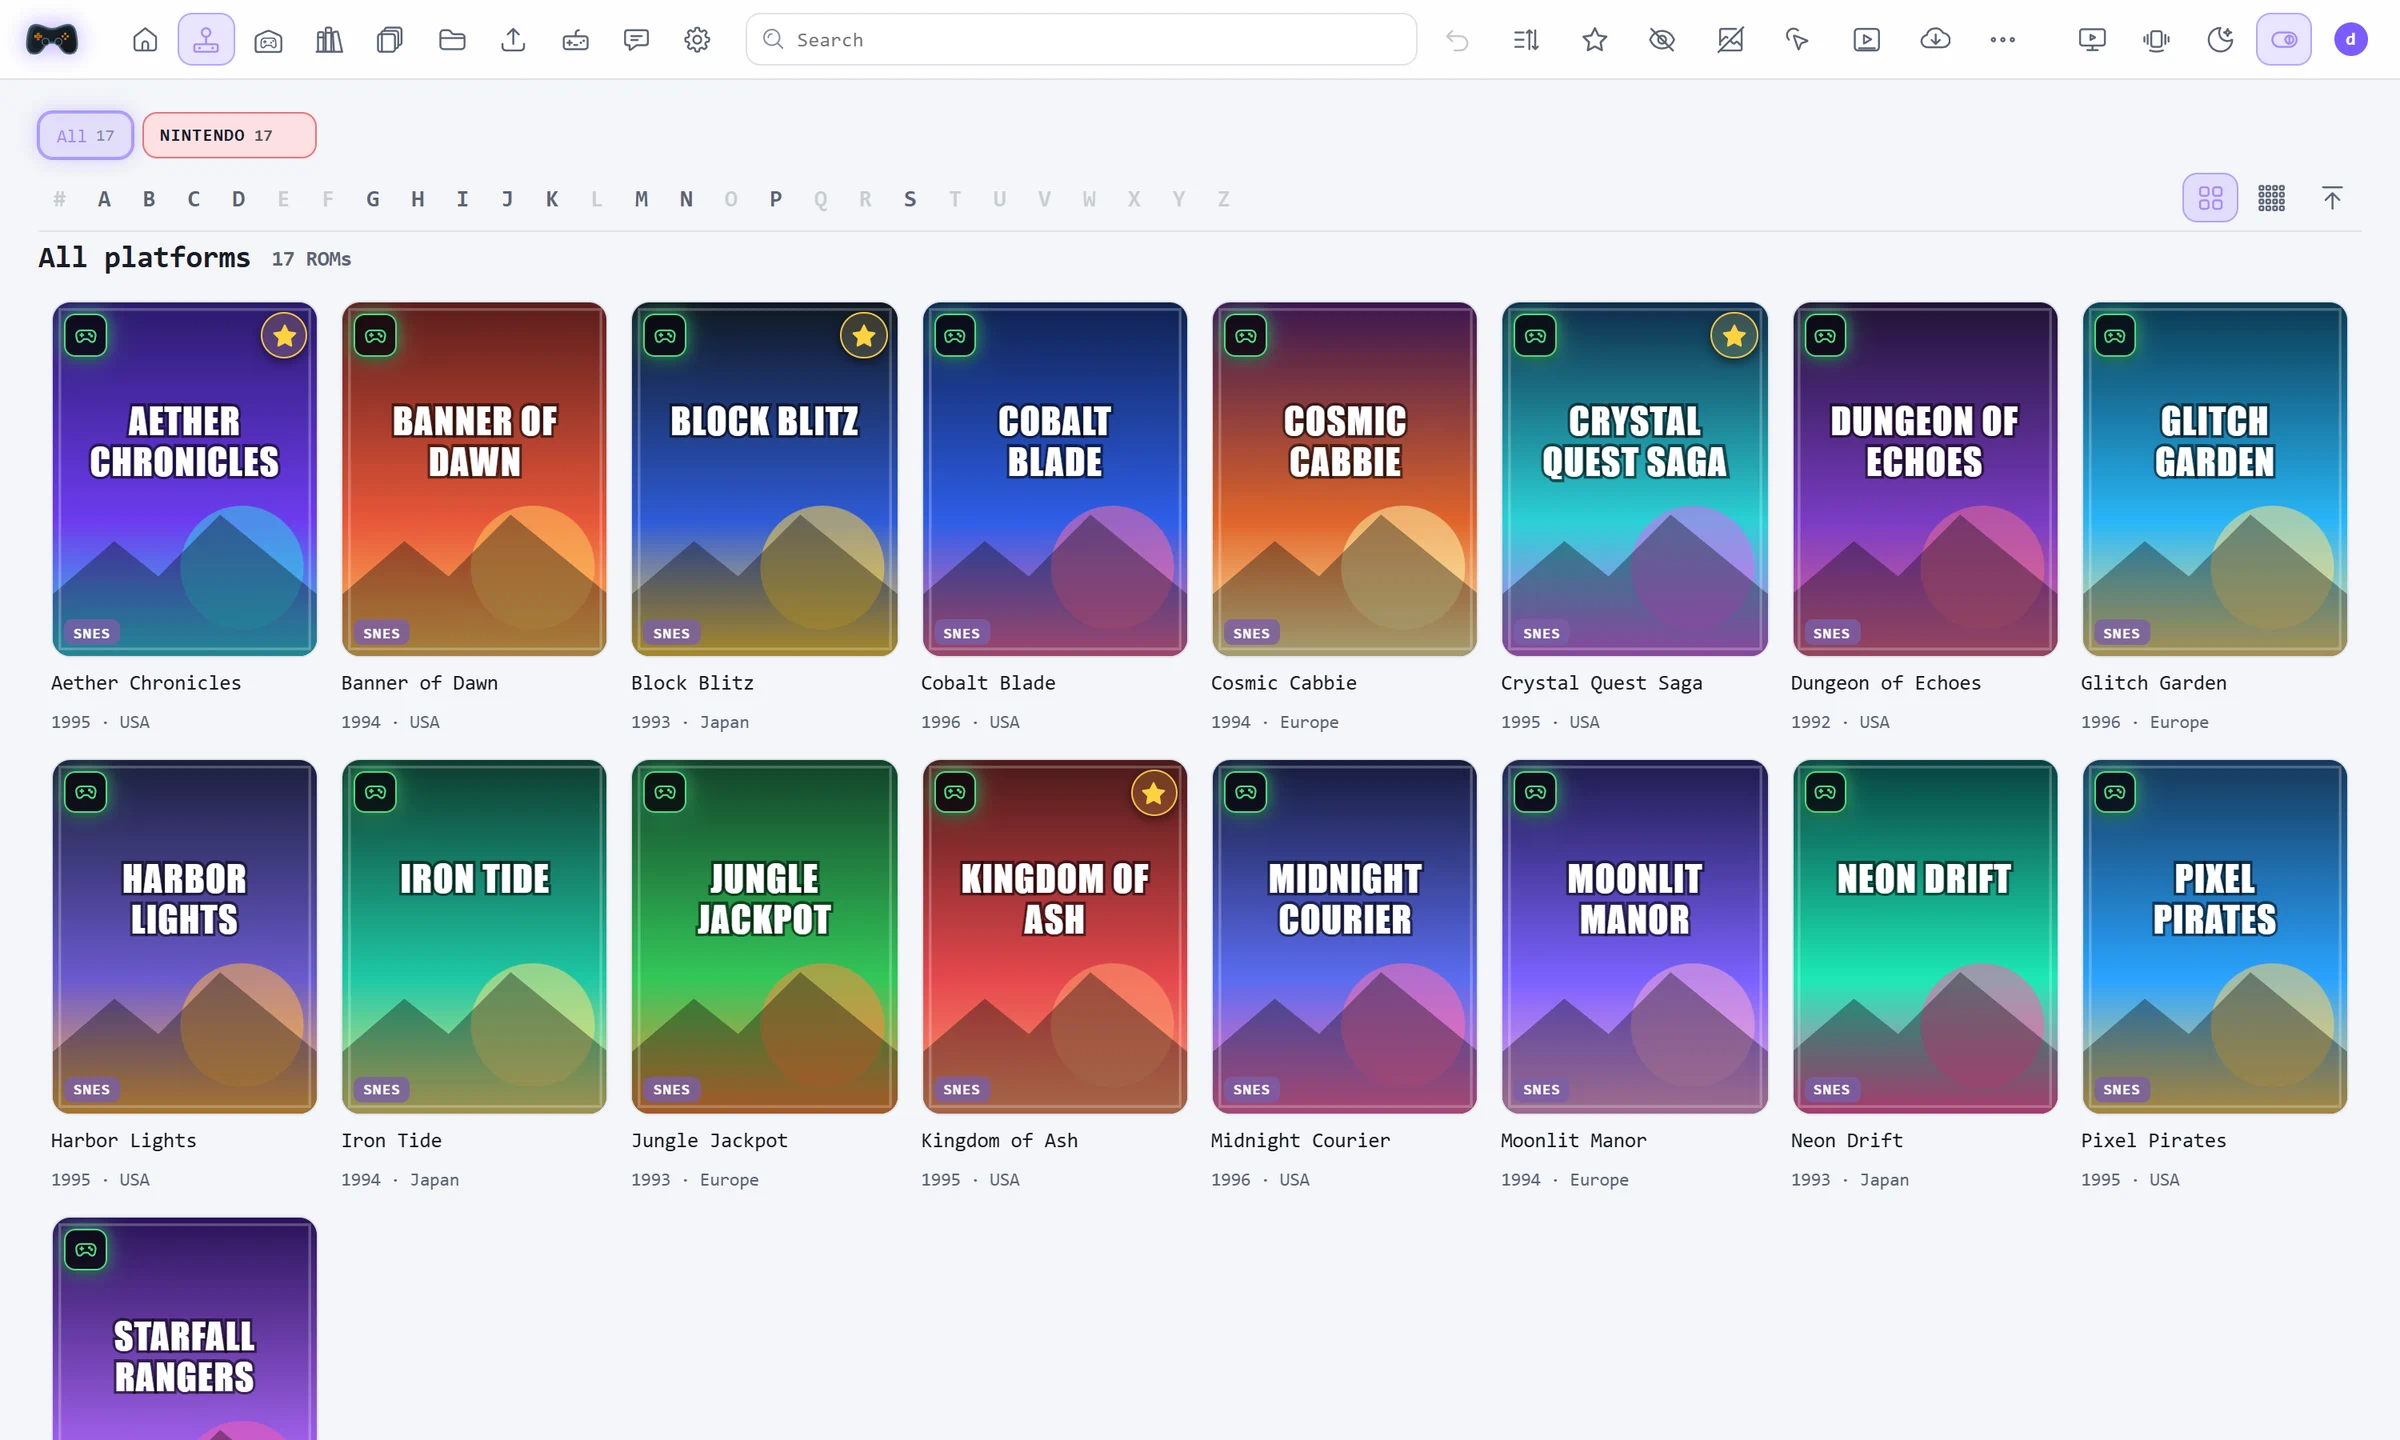 Search
d
All 17
NINTENDO 17
# A B C D E F G H I J K L M N O P Q R S T U V W X Y Z
All platforms 17 ROMs
AETHER
CHRONICLES
SNES
Aether Chronicles
1995 · USA
BANNER OF
DAWN
SNES
Banner of Dawn
1994 · USA
BLOCK BLITZ
SNES
Block Blitz
1993 · Japan
COBALT
BLADE
SNES
Cobalt Blade
1996 · USA
COSMIC
CABBIE
SNES
Cosmic Cabbie
1994 · Europe
CRYSTAL
QUEST SAGA
SNES
Crystal Quest Saga
1995 · USA
DUNGEON OF
ECHOES
SNES
Dungeon of Echoes
1992 · USA
GLITCH
GARDEN
SNES
Glitch Garden
1996 · Europe
HARBOR
LIGHTS
SNES
Harbor Lights
1995 · USA
IRON TIDE
SNES
Iron Tide
1994 · Japan
JUNGLE
JACKPOT
SNES
Jungle Jackpot
1993 · Europe
KINGDOM OF
ASH
SNES
Kingdom of Ash
1995 · USA
MIDNIGHT
COURIER
SNES
Midnight Courier
1996 · USA
MOONLIT
MANOR
SNES
Moonlit Manor
1994 · Europe
NEON DRIFT
SNES
Neon Drift
1993 · Japan
PIXEL
PIRATES
SNES
Pixel Pirates
1995 · USA
STARFALL
RANGERS